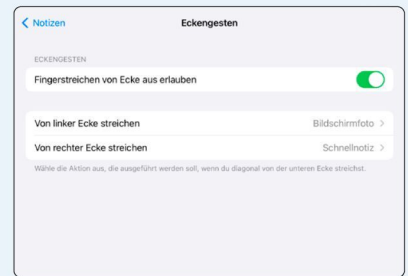 Notizen
Eckengesten
ECKENGESTEN
Fingerstreichen von Ecke aus erlauben
Von linker Ecke streichen
Bildschirmfoto
Von rechter Ecke streichen
Schnellnotiz
Wähle die Aktion aus, die ausgeführt werden soll, wenn du diagonal von der unteren Ecke streichst.